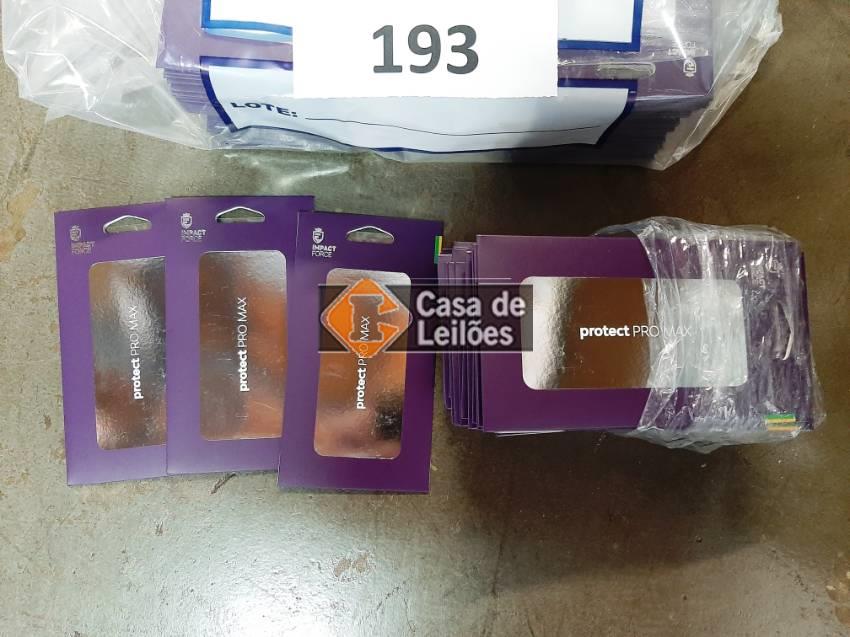 193
LOTE:
IMPACT
FORCE
protect PRO MAX
IMPACT
FORCE
protect PRO MAX
IMPACT
FORCE
protect PRO MAX
protect PRO MAX
Casa de
Leilões